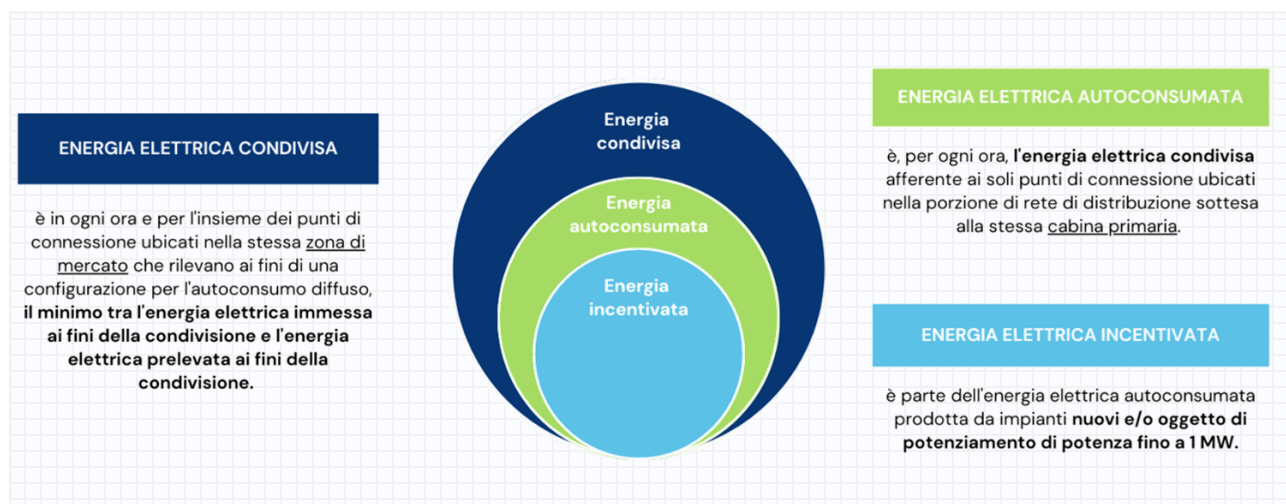 ENERGIA ELETTRICA CONDIVISA
è in ogni ora e per l'insieme dei punti di
connessione ubicati nella stessa zona di
mercato che rilevano ai fini di una
configurazione per l'autoconsumo diffuso,
il minimo tra l'energia elettrica immessa
ai fini della condivisione e l'energia
elettrica prelevata ai fini della
condivisione.
Energia
condivisa
Energia
autoconsumata
Energia
incentivata
ENERGIA ELETTRICA AUTOCONSUMATA
è, per ogni ora, l'energia elettrica condivisa
afferente ai soli punti di connessione ubicati
nella porzione di rete di distribuzione sottesa
alla stessa cabina primaria.
ENERGIA ELETTRICA INCENTIVATA
è parte dell'energia elettrica autoconsumata
prodotta da impianti nuovi e/o oggetto di
potenziamento di potenza fino a 1 MW.